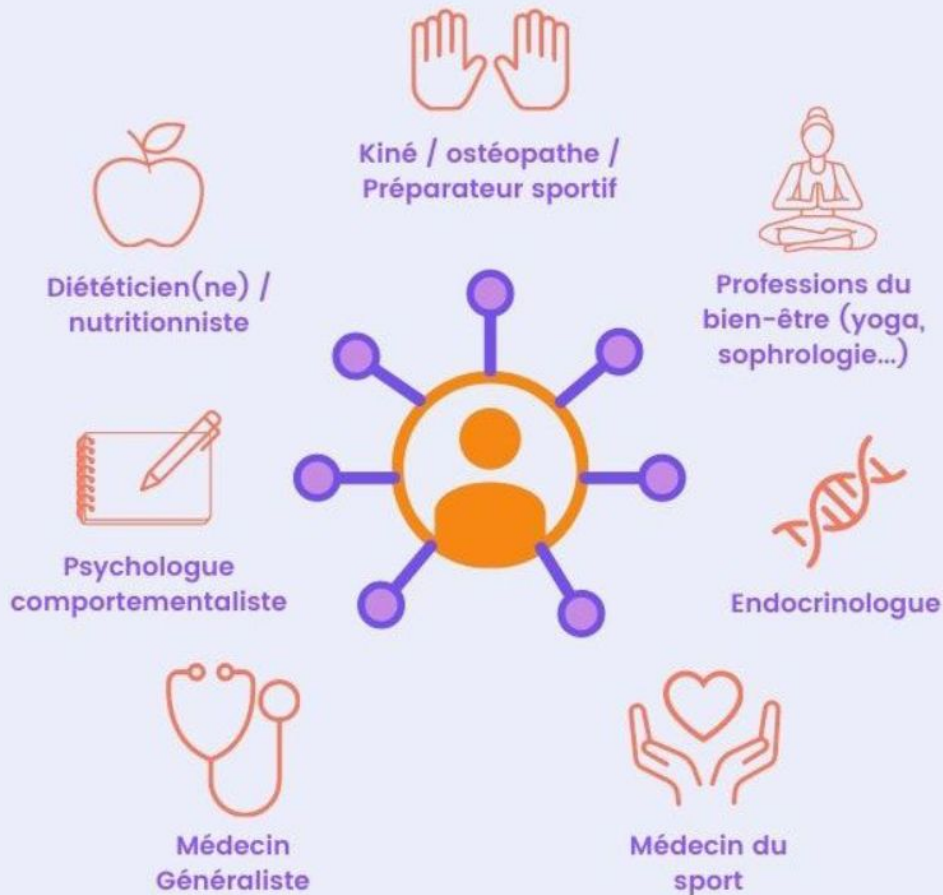 Kiné / ostéopathe /
Préparateur sportif
Diététicien(ne) /
nutritionniste
Professions du
bien-être (yoga,
sophrologie...)
Psychologue
comportementaliste
Endocrinologue
Médecin
Généraliste
Médecin du
sport